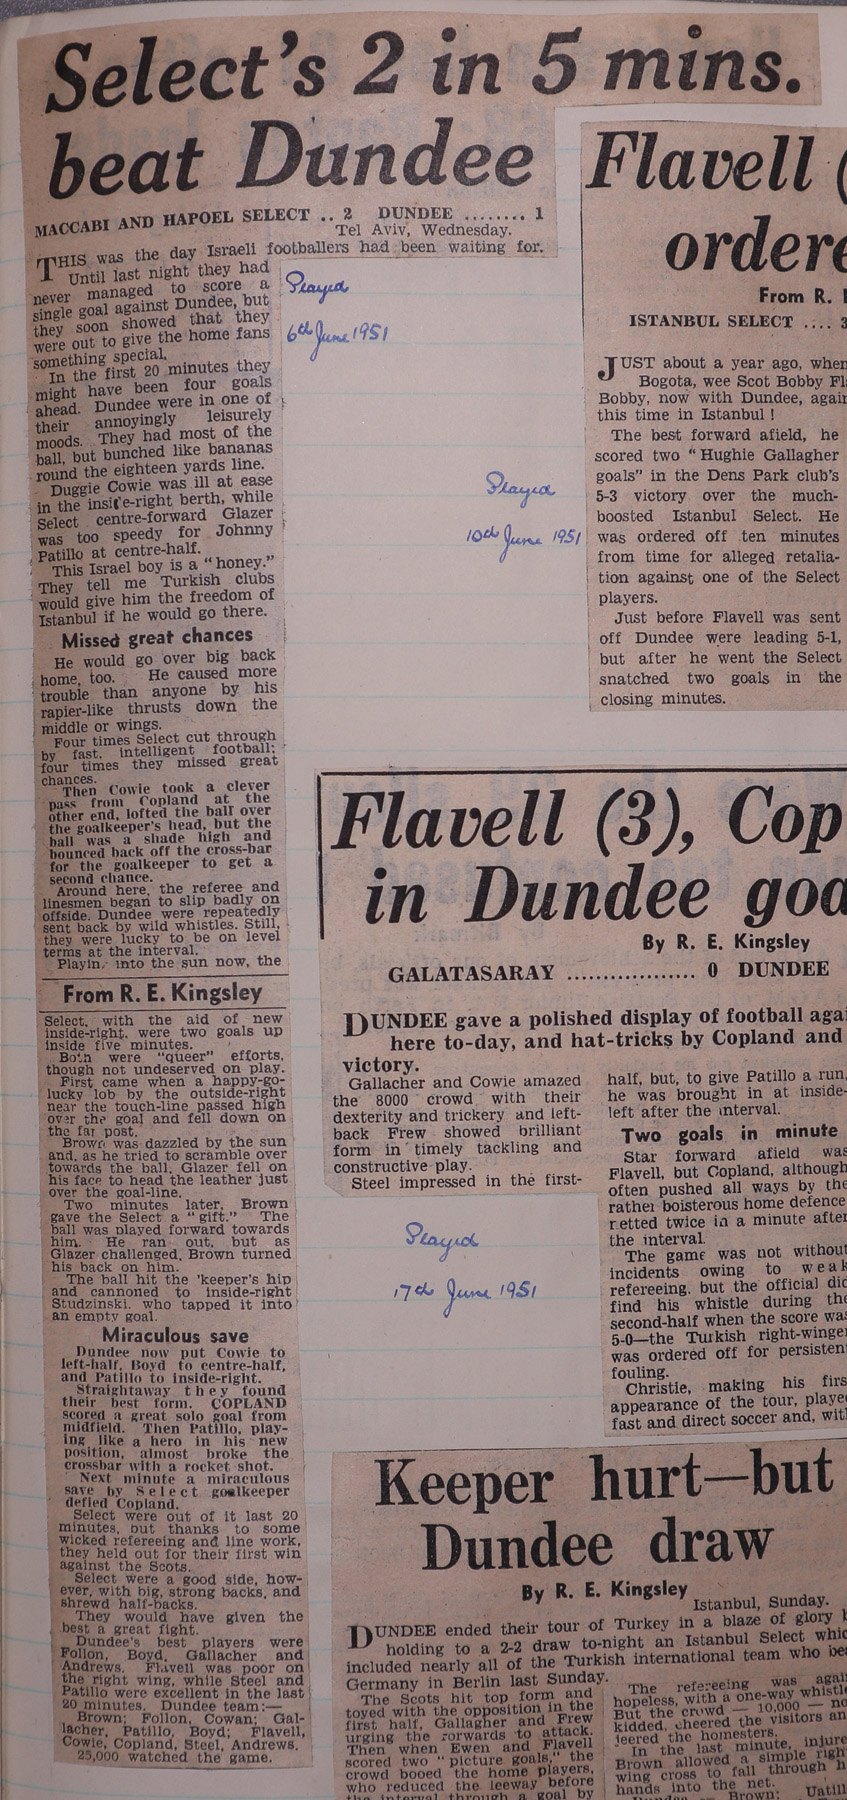 Select's 2 in 5 mins.
beat Dundee
MACCABI AND HAPOEL SELECT .. 2 DUNDEE ........ 1
Tel Aviv, Wednesday.
THIS was the day Israeli footballers had been waiting for.
Until last night they had
never managed to score a
single goal against Dundee, but
they soon showed that they
were out to give the home fans
something special.
In the first 20 minutes they
might have been four goals
ahead. Dundee were in one of
their annoyingly leisurely
moods. They had most of the
ball, but bunched like bananas
round the eighteen yards line.
Duggie Cowie was ill at ease
in the inside-right berth, while
Select centre-forward Glazer
was too speedy for Johnny
Patillo at centre-half.
This Israel boy is a "honey."
They tell me Turkish clubs
would give him the freedom of
Istanbul if he would go there.
Missed great chances
He would go over big back
home, too. He caused more
trouble than anyone by his
rapier-like thrusts down the
middle or wings.
Four times Select cut through
by fast, intelligent football;
four times they missed great
chances.
Then Cowie took a clever
pass from Copland at the
other end, lofted the ball over
the goalkeeper's head, but the
ball was a shade high and
bounced back off the cross-bar
for the goalkeeper to get a
second chance.
Around here, the referee and
linesmen began to slip badly on
offside. Dundee were repeatedly
sent back by wild whistles. Still,
they were lucky to be on level
terms at the interval.
Playin. into the sun now, the
From R. E. Kingsley
Select, with the aid of new
inside-right, were two goals up
inside five minutes.
Both were "queer" efforts,
though not undeserved on play.
First came when a happy-go-
lucky lob by the outside-right
near the touch-line passed high
over the goal and fell down on
the far post.
Brown was dazzled by the sun
and, as he tried to scramble over
towards the ball, Glazer fell on
his face to head the leather just
over the goal-line.
Two minutes later, Brown
gave the Select a "gift." The
ball was played forward towards
him. He ran out, but as
Glazer challenged, Brown turned
his back on him.
The ball hit the 'keeper's hip
and cannoned to inside-right
Studzinski, who tapped it into
an empty goal.
Miraculous save
Dundee now put Cowie to
left-half, Boyd to centre-half,
and Patillo to inside-right.
Straightaway they found
their best form. COPLAND
scored a great solo goal from
midfield. Then Patillo, play-
ing like a hero in his new
position, almost broke the
crossbar with a rocket shot.
Next minute a miraculous
save by Select goalkeeper
defied Copland.
Select were out of it last 20
minutes, but thanks to some
wicked refereeing and line work,
they held out for their first win
against the Scots.
Select were a good side, how-
ever, with big, strong backs, and
shrewd half-backs.
They would have given the
best a great fight.
Dundee's best players were
Follon, Boyd, Gallacher and
Andrews. Flavell was poor on
the right wing, while Steel and
Patillo were excellent in the last
20 minutes. Dundee team:—
Brown; Follon, Cowan; Gal-
lacher, Patillo, Boyd; Flavell,
Cowie, Copland, Steel, Andrews.
25,000 watched the game.
Played
6th June 1951
Flavell (
ordere
From R. E
ISTANBUL SELECT .... 3
JUST about a year ago, when
Bogota, wee Scot Bobby Fl
Bobby, now with Dundee, again
this time in Istanbul!
The best forward afield, he
scored two "Hughie Gallagher
goals" in the Dens Park club's
5-3 victory over the much-
boosted Istanbul Select. He
was ordered off ten minutes
from time for alleged retalia-
tion against one of the Select
players.
Just before Flavell was sent
off Dundee were leading 5-1,
but after he went the Select
snatched two goals in the
closing minutes.
Played
10th June 1951
Flavell (3), Cop
in Dundee goa
By R. E. Kingsley
GALATASARAY .................. 0 DUNDEE
DUNDEE gave a polished display of football agai
here to-day, and hat-tricks by Copland and
victory.
Gallacher and Cowie amazed
the 8000 crowd with their
dexterity and trickery and left-
back Frew showed brilliant
form in timely tackling and
constructive play.
Steel impressed in the first-
half, but, to give Patillo a run,
he was brought in at inside-
left after the interval.
Two goals in minute
Star forward afield was
Flavell, but Copland, although
often pushed all ways by the
rather boisterous home defence,
netted twice in a minute after
the interval.
The game was not without
incidents owing to weak
refereeing, but the official did
find his whistle during the
second-half when the score was
5-0—the Turkish right-winger
was ordered off for persistent
fouling.
Christie, making his firs
appearance of the tour, playe
fast and direct soccer and, with
Played
17th June 1951
Keeper hurt—but
Dundee draw
By R. E. Kingsley
Istanbul, Sunday.
DUNDEE ended their tour of Turkey in a blaze of glory b
holding to a 2-2 draw to-night an Istanbul Select whic
included nearly all of the Turkish international team who bea
Germany in Berlin last Sunday.
The Scots hit top form and
toyed with the opposition in the
first half, Gallagher and Frew
urging the forwards to attack.
Then when Ewen and Flavell
scored two "picture goals," the
crowd booed the home players,
who reduced the leeway before
the interval through a goal by
The refereeing was again
hopeless, with a one-way whistle
But the crowd — 10,000 — no
kidded, cheered the visitors an
jeered the homesters.
In the last minute, injure
Brown allowed a simple righ
wing cross to fall through h
hands into the net.